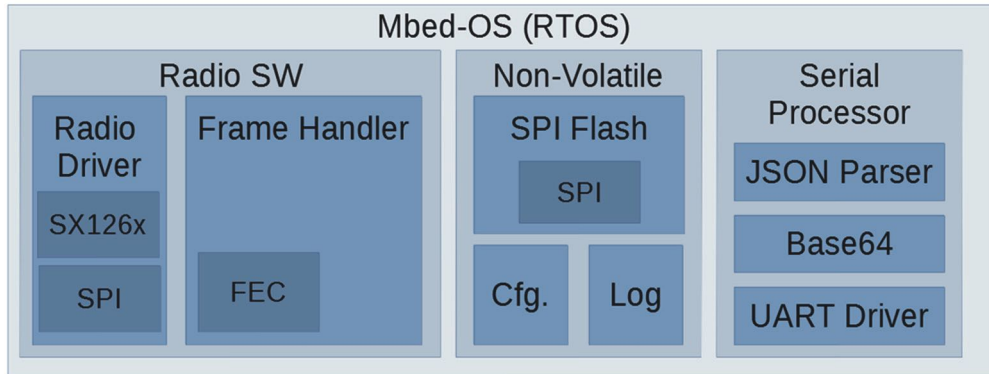 Mbed-OS (RTOS)
Radio SW
Radio
Driver
SX126x
SPI
Frame Handler
FEC
Non-Volatile
SPI Flash
SPI
Cfg.
Log
Serial
Processor
JSON Parser
Base64
UART Driver